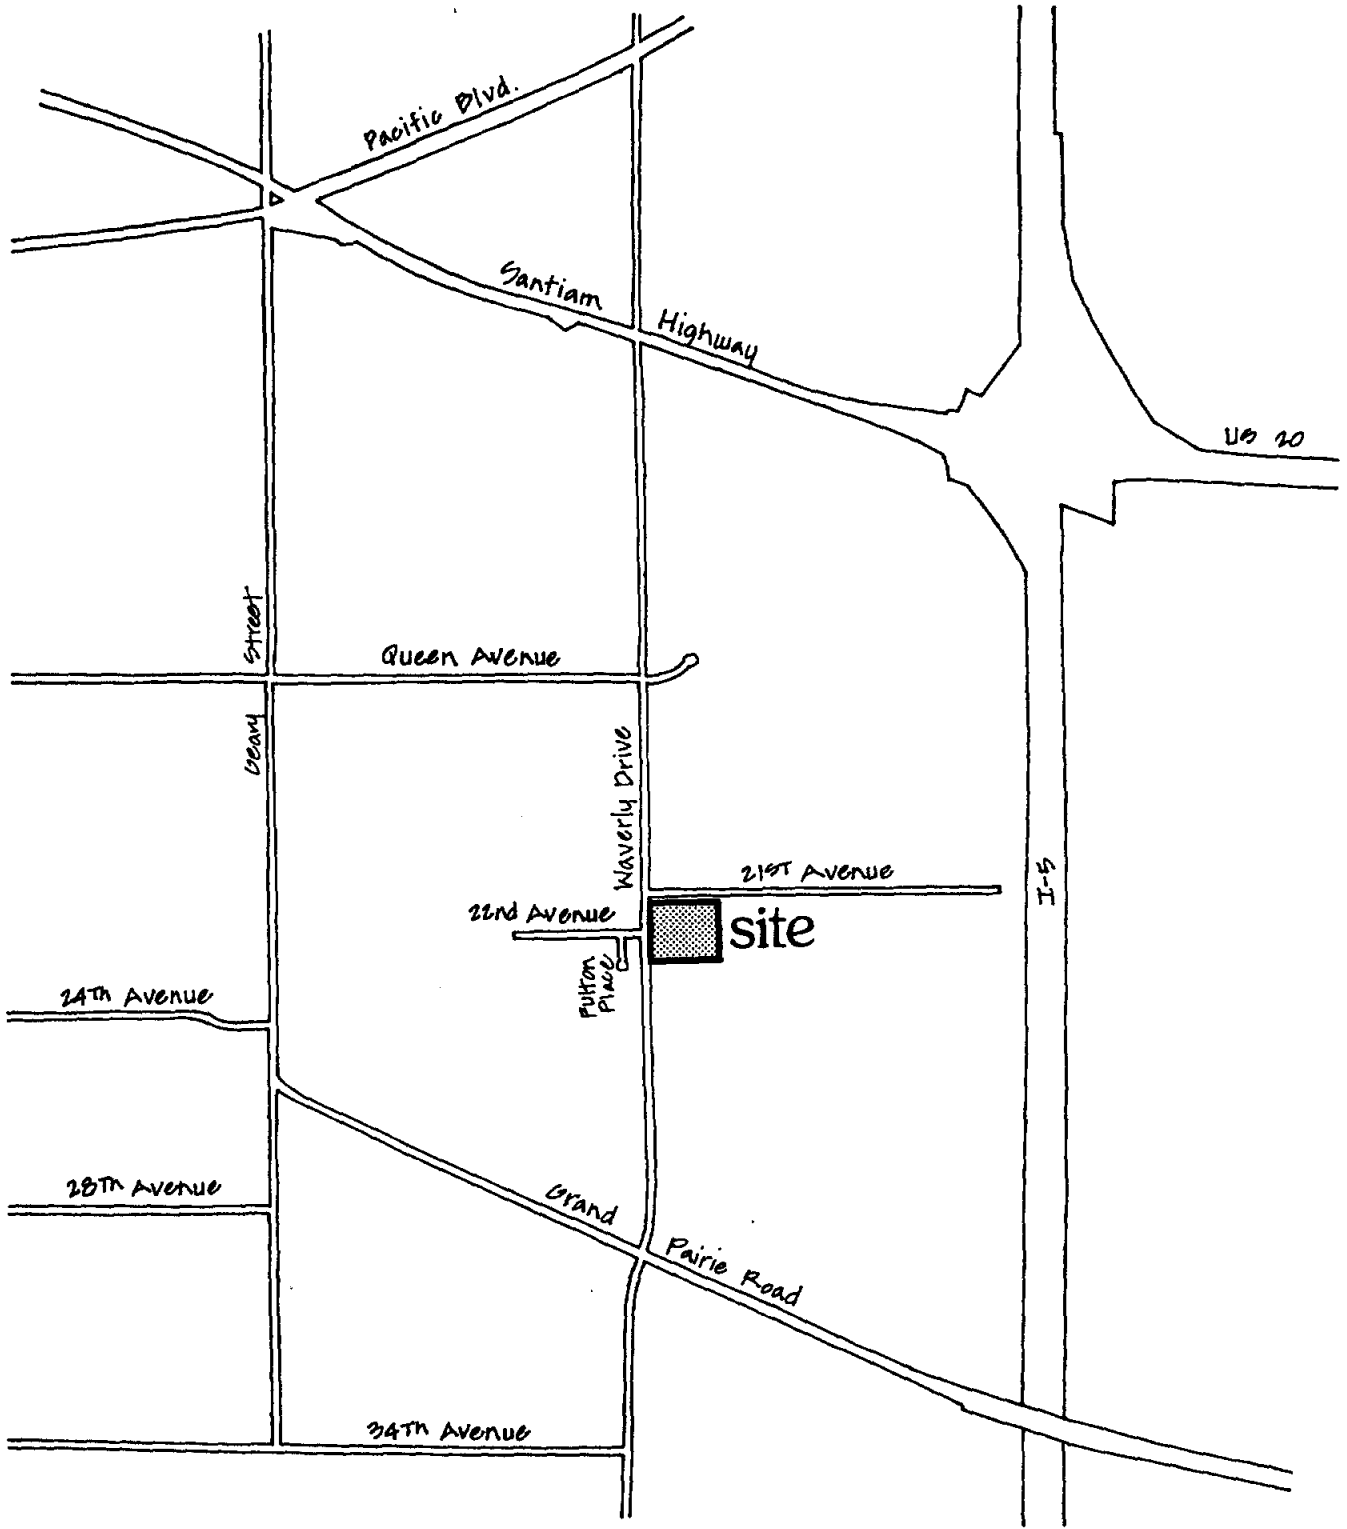 Pacific Blvd.
Santiam Highway
US 20
Geary Street
Queen Avenue
Waverly Drive
21ST Avenue
I-5
22nd Avenue
site
Fulton
Place
24Th Avenue
28Th Avenue
Grand Pairie Road
34Th Avenue